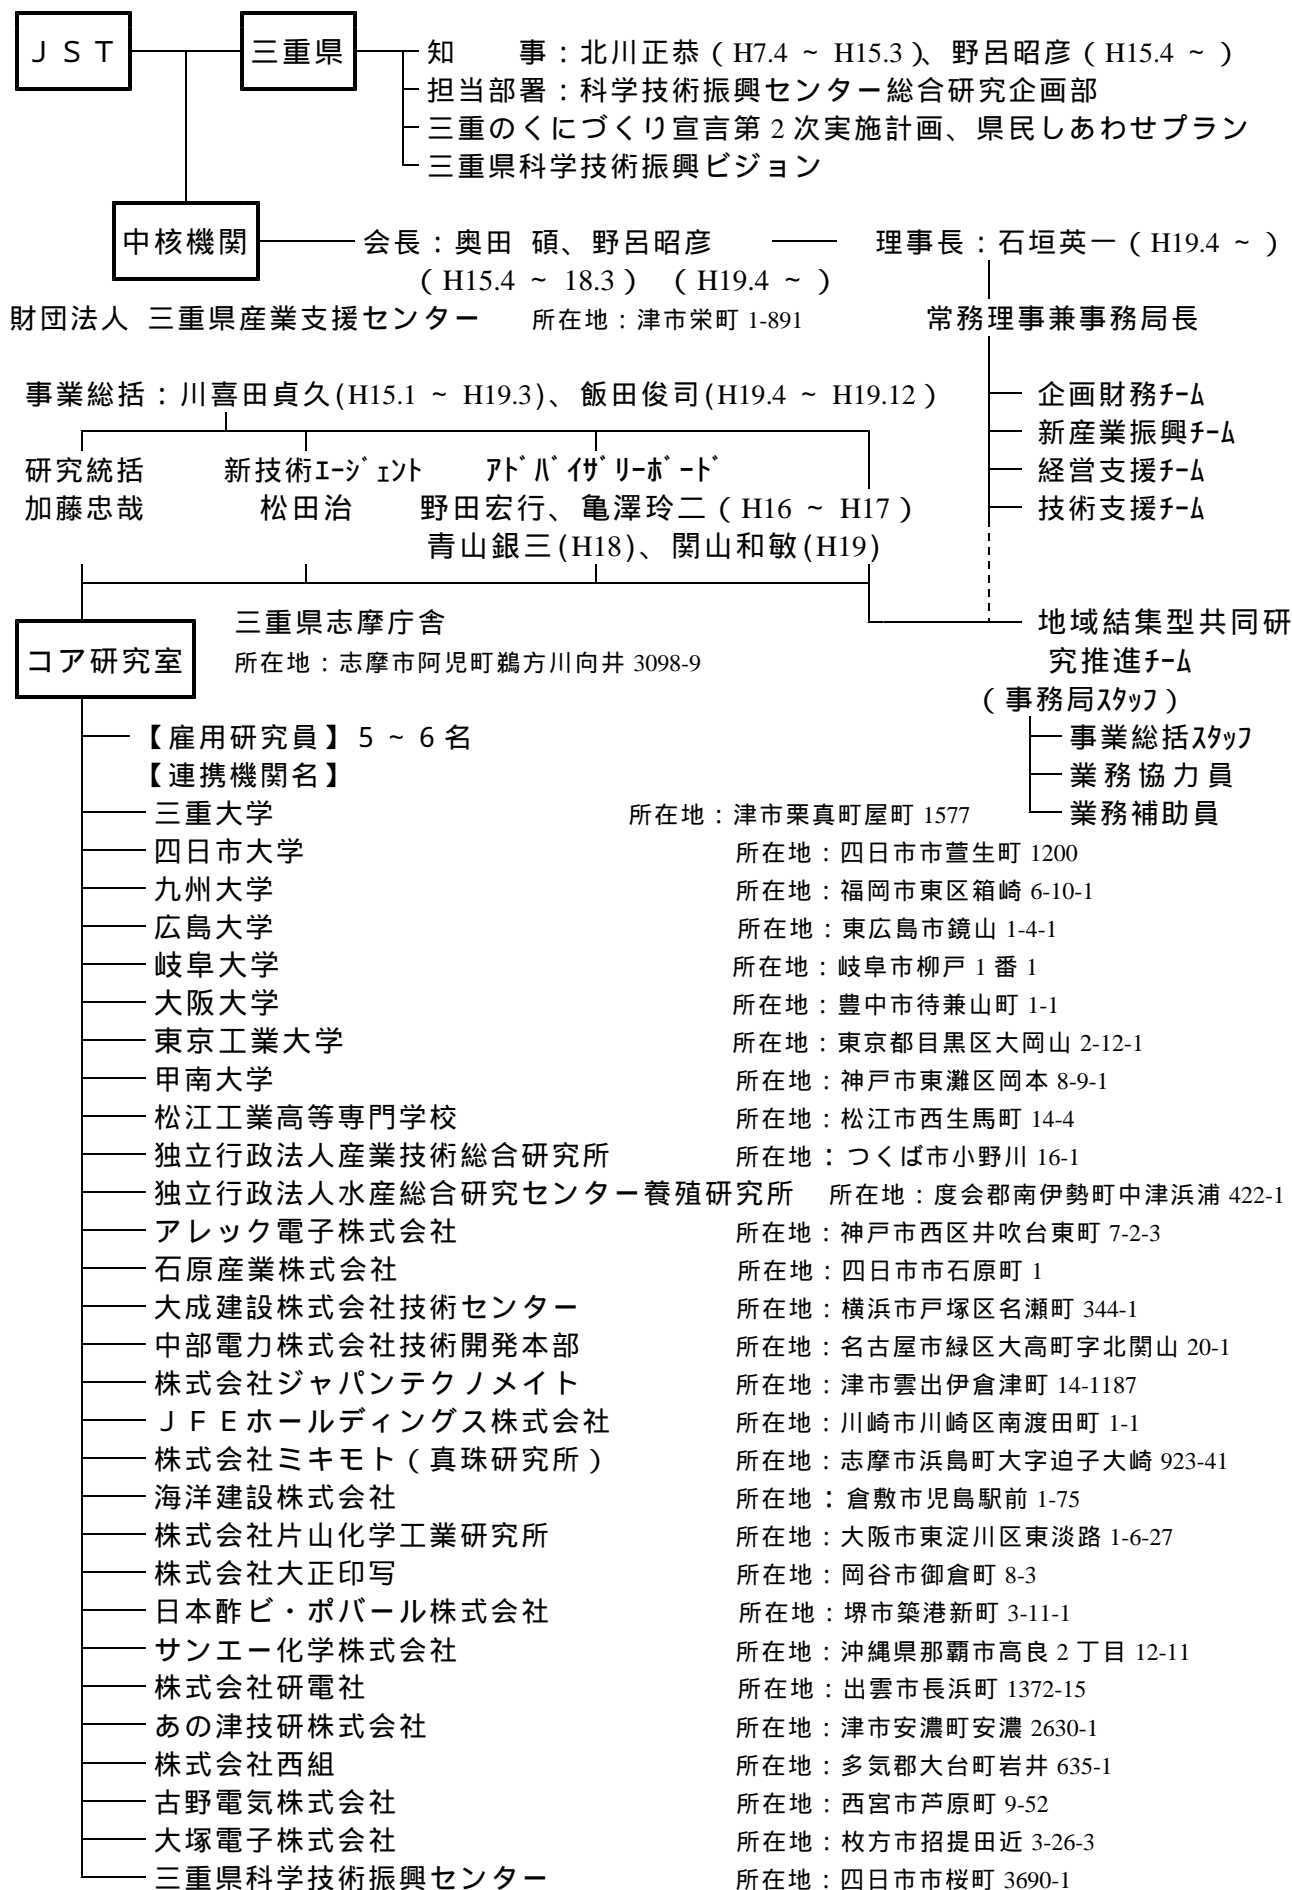 ＪＳＴ 三重県 知　　事：北川正恭（H7.4 ~ H15.3）、野呂昭彦（H15.4 ~ ）
担当部署：科学技術振興センター総合研究企画部
三重のくにづくり宣言第２次実施計画、県民しあわせプラン
三重県科学技術振興ビジョン
中核機関 会長：奥田 碩、野呂昭彦 理事長：石垣英一（H19.4 ~ ）
（H15.4 ~ 18.3）（H19.4 ~ ）
財団法人 三重県産業支援センター 所在地：津市栄町 1-891 常務理事兼事務局長
事業総括：川喜田貞久(H15.1 ~ H19.3)、飯田俊司(H19.4 ~ H19.12） 企画財務ﾁｰﾑ
新産業振興ﾁｰﾑ
研究統括 新技術ｴｰｼﾞｪﾝﾄ ｱﾄﾞﾊﾞｲｻﾞﾘｰﾎﾞｰﾄﾞ 経営支援ﾁｰﾑ
加藤忠哉 松田治 野田宏行、亀澤玲二（H16 ~ H17） 技術支援ﾁｰﾑ
青山銀三(H18)、関山和敏(H19)
三重県志摩庁舎 地域結集型共同研
コア研究室 所在地：志摩市阿児町鵜方川向井 3098-9 究推進ﾁｰﾑ
（事務局ｽﾀｯﾌ）
【雇用研究員】５~６名 事業総括ｽﾀｯﾌ
【連携機関名】 業務協力員
三重大学 所在地：津市栗真町屋町 1577 業務補助員
四日市大学 所在地：四日市市萱生町 1200
九州大学 所在地：福岡市東区箱崎 6-10-1
広島大学 所在地：東広島市鏡山 1-4-1
岐阜大学 所在地：岐阜市柳戸 1 番 1
大阪大学 所在地：豊中市待兼山町 1-1
東京工業大学 所在地：東京都目黒区大岡山 2-12-1
甲南大学 所在地：神戸市東灘区岡本 8-9-1
松江工業高等専門学校 所在地：松江市西生馬町 14-4
独立行政法人産業技術総合研究所 所在地：つくば市小野川 16-1
独立行政法人水産総合研究センター養殖研究所 所在地：度会郡南伊勢町中津浜浦 422-1
アレック電子株式会社 所在地：神戸市西区井吹台東町 7-2-3
石原産業株式会社 所在地：四日市市石原町 1
大成建設株式会社技術センター 所在地：横浜市戸塚区名瀬町 344-1
中部電力株式会社技術開発本部 所在地：名古屋市緑区大高町字北関山 20-1
株式会社ジャパンテクノメイト 所在地：津市雲出伊倉津町 14-1187
ＪＦＥホールディングス株式会社 所在地：川崎市川崎区南渡田町 1-1
株式会社ミキモト（真珠研究所） 所在地：志摩市浜島町大字迫子大崎 923-41
海洋建設株式会社 所在地：倉敷市児島駅前 1-75
株式会社片山化学工業研究所 所在地：大阪市東淀川区東淡路 1-6-27
株式会社大正印写 所在地：岡谷市御倉町 8-3
日本酢ビ・ポバール株式会社 所在地：堺市築港新町 3-11-1
サンエー化学株式会社 所在地：沖縄県那覇市高良 2 丁目 12-11
株式会社研電社 所在地：出雲市長浜町 1372-15
あの津技研株式会社 所在地：津市安濃町安濃 2630-1
株式会社西組 所在地：多気郡大台町岩井 635-1
古野電気株式会社 所在地：西宮市芦原町 9-52
大塚電子株式会社 所在地：枚方市招提田近 3-26-3
三重県科学技術振興センター 所在地：四日市市桜町 3690-1